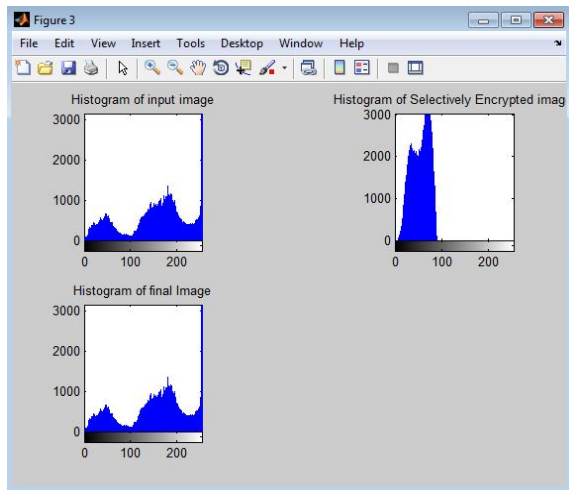 Figure 3
File Edit View Insert Tools Desktop Window Help
Histogram of input image
3000
2000
1000
0
0 100 200
Histogram of Selectively Encrypted imag
3000
2000
1000
0
0 100 200
Histogram of final Image
3000
2000
1000
0
0 100 200